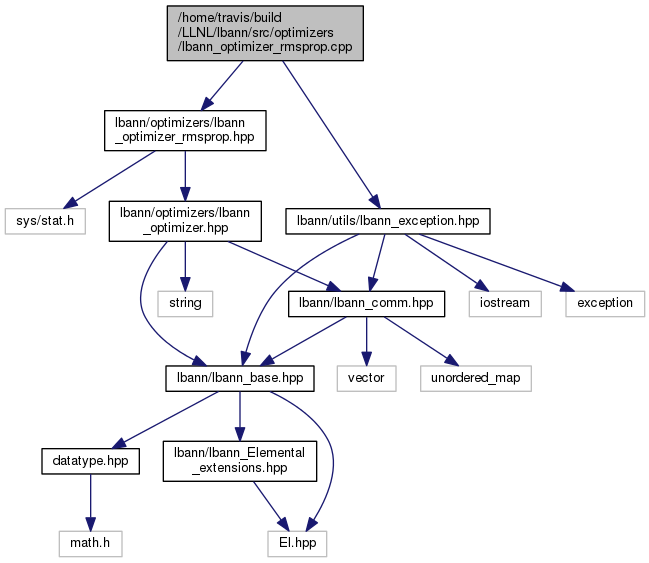 /home/travis/build
/LLNL/lbann/src/optimizers
/lbann_optimizer_rmsprop.cpp
lbann/optimizers/lbann
_optimizer_rmsprop.hpp
sys/stat.h
lbann/optimizers/lbann
_optimizer.hpp
lbann/utils/lbann_exception.hpp
string
lbann/lbann_comm.hpp
iostream
exception
lbann/lbann_base.hpp
vector
unordered_map
datatype.hpp
lbann/lbann_Elemental
_extensions.hpp
math.h
El.hpp